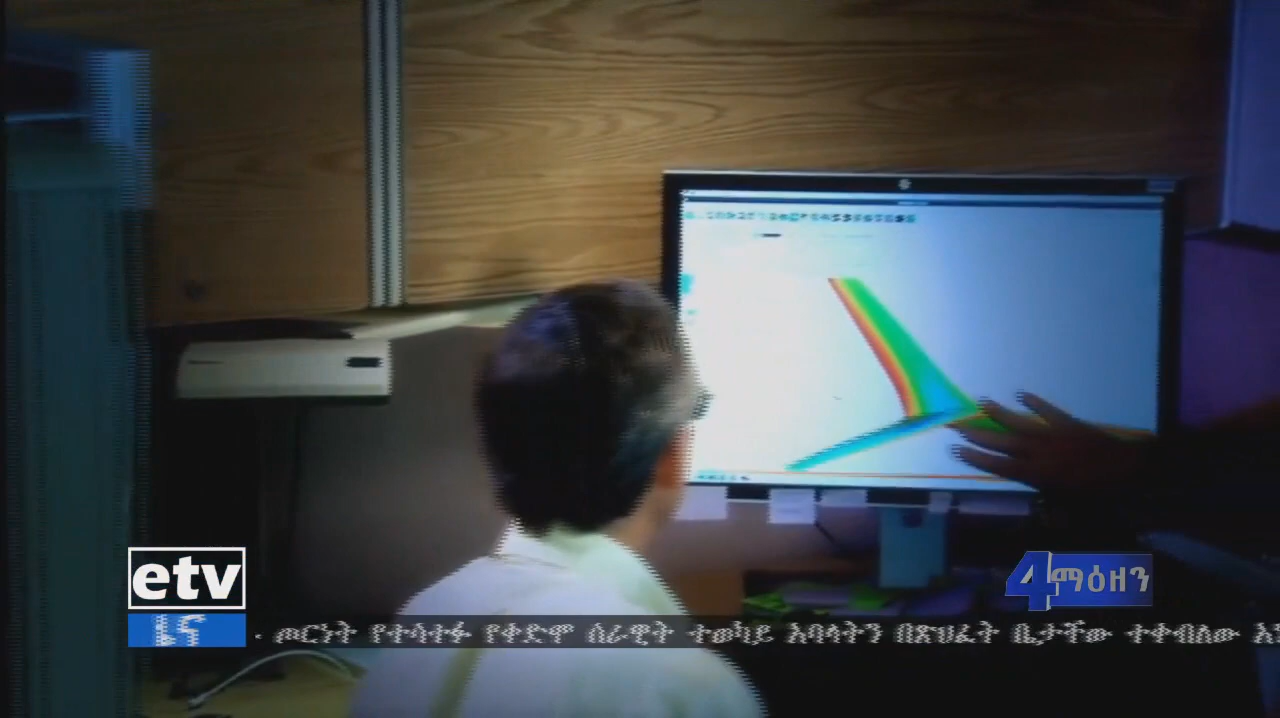 etv
ዜና
4ማዕዘን
· ጦርነት የተሳተፉ የቀድሞ ሰራዊት ተወካይ አባላትን በጽህፈት ቤታቸው ተቀብለው